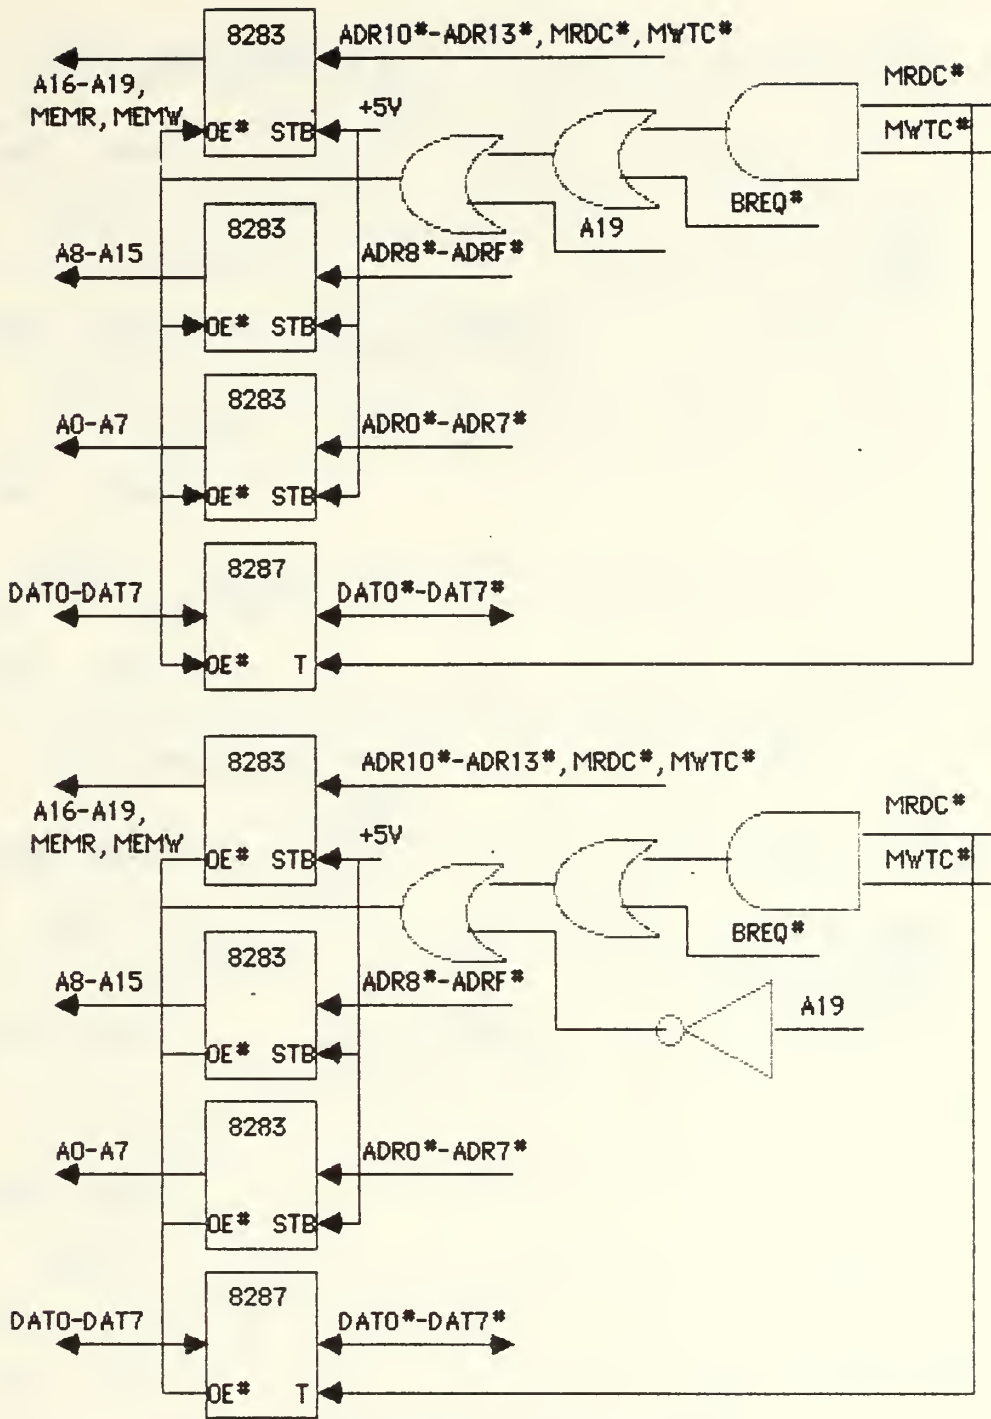 8283
ADR10*-ADR13*, MRDC*, MWTC*
A16-A19,
MEMR, MEMW
MRDC*
+5V
OE* STB
MWTC*
BREQ*
A19
8283
A8-A15
ADR8*-ADRF*
OE* STB
8283
A0-A7
ADR0*-ADR7*
OE* STB
8287
DAT0-DAT7
DAT0*-DAT7*
OE* T
8283
ADR10*-ADR13*, MRDC*, MWTC*
A16-A19,
MEMR, MEMW
MRDC*
+5V
OE* STB
MWTC*
BREQ*
8283
A8-A15
ADR8*-ADRF*
A19
OE* STB
8283
A0-A7
ADR0*-ADR7*
OE* STB
8287
DAT0-DAT7
DAT0*-DAT7*
OE* T